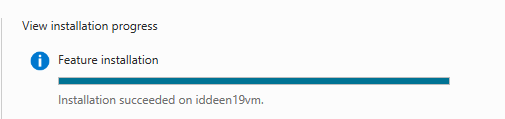 View installation progress
Feature installation
Installation succeeded on iddeen19vm.